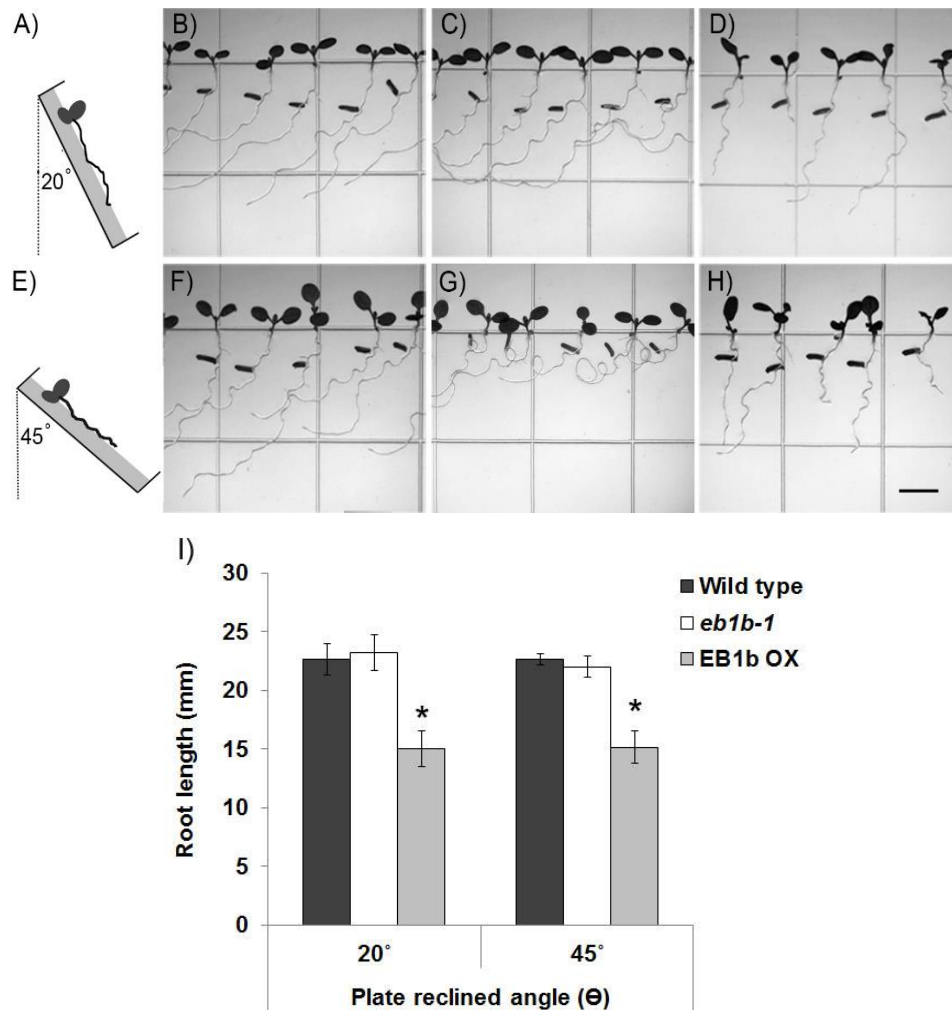 A)
B)
C)
D)
20°
E)
F)
G)
H)
45°
I)
30
25
20
15
10
5
0
Root length (mm)
Wild type
eb1b-1
EB1b OX
*
*
20°
45°
Plate reclined angle (Ө)